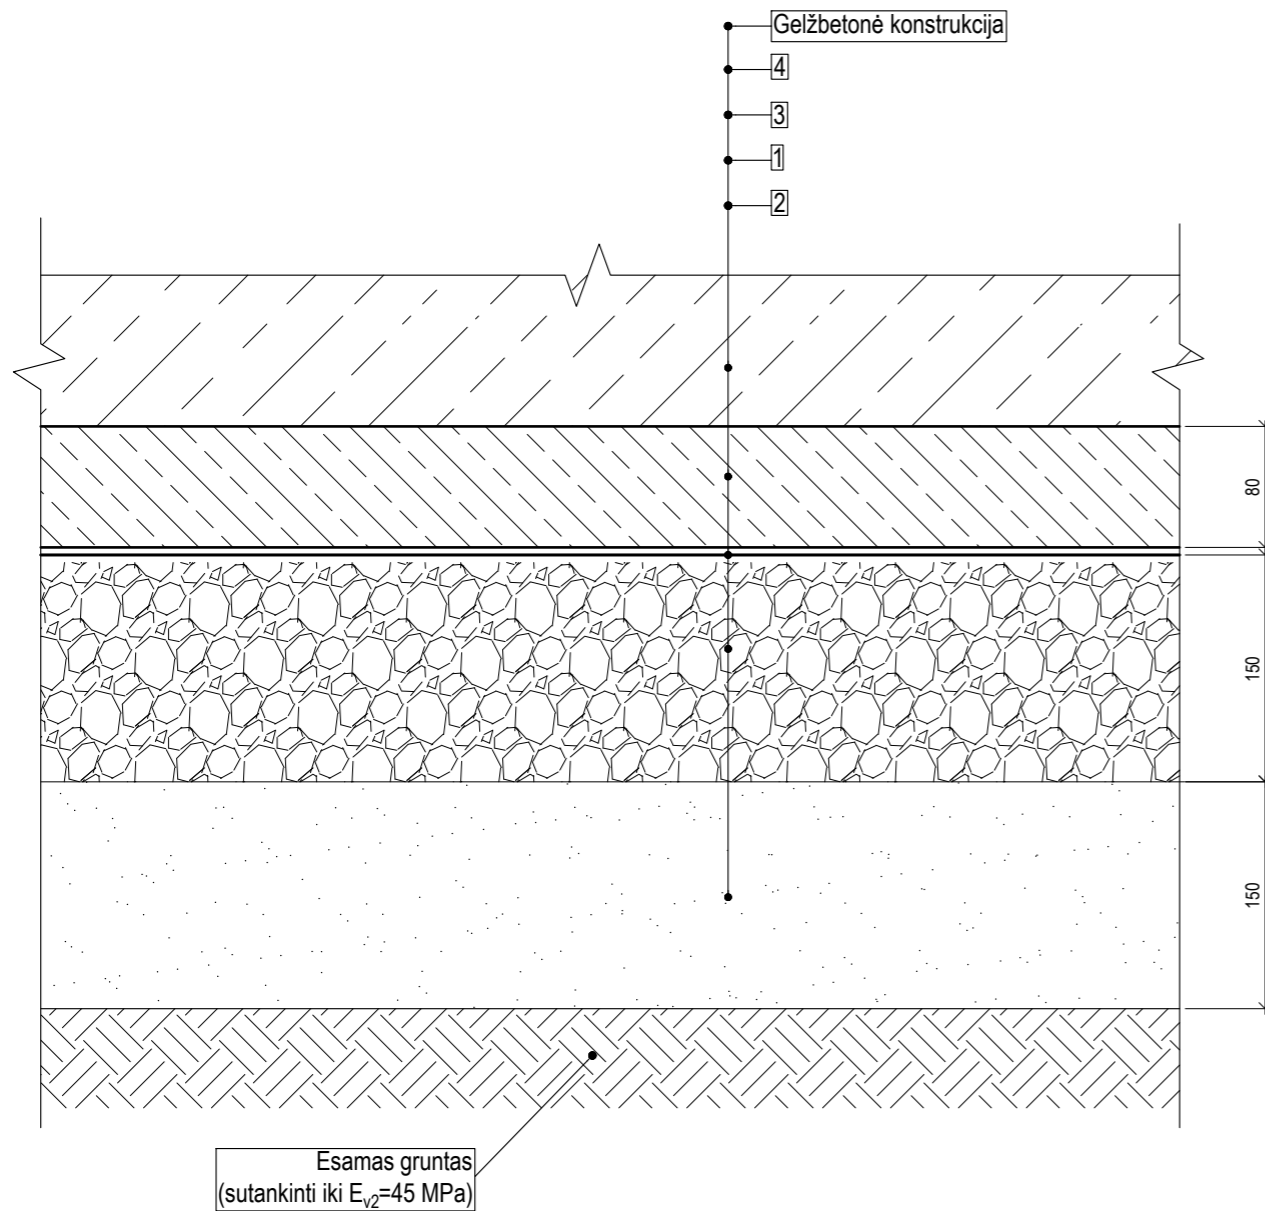 Gelžbetonė konstrukcija
4
3
1
2
80
150
150
Esamas gruntas
(sutankinti iki Ev2=45 MPa)